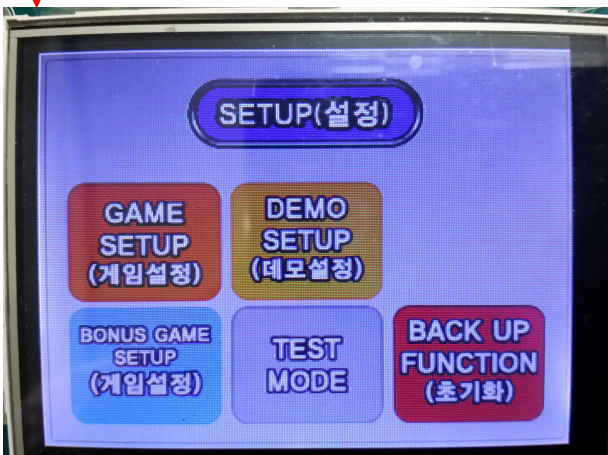 SETUP(설정)
GAME
SETUP
(게임설정)
DEMO
SETUP
(데모설정)
BONUS GAME
SETUP
(게임설정)
TEST
MODE
BACK UP
FUNCTION
(초기화)